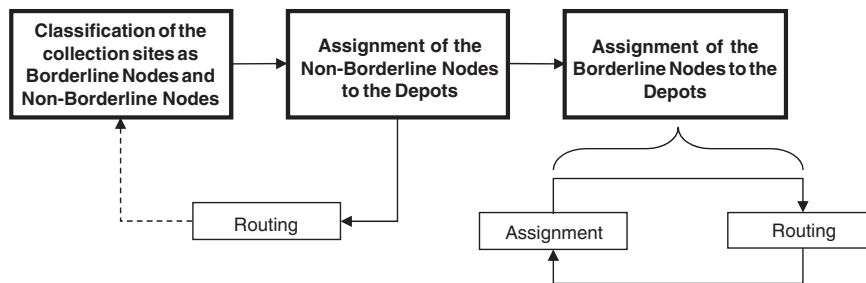 Classification of the
collection sites as
Borderline Nodes and
Non-Borderline Nodes
Assignment of the
Non-Borderline Nodes
to the Depots
Assignment of the
Borderline Nodes to the
Depots
Routing
Assignment
Routing